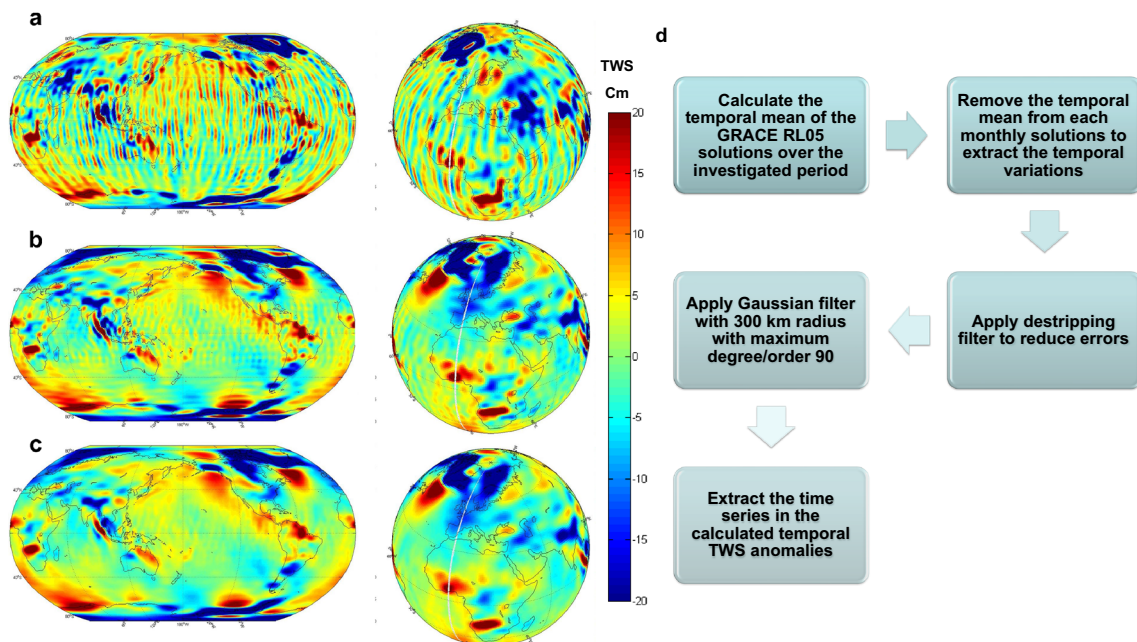 a
b
c
TWS
Cm
20
15
10
5
0
-5
-10
-15
-20
d
Calculate the
temporal mean of the
GRACE RL05
solutions over the
investigated period
Remove the temporal
mean from each
monthly solutions to
extract the temporal
variations
Apply destripping
filter to reduce errors
Apply Gaussian filter
with 300 km radius
with maximum
degree/order 90
Extract the time
series in the
calculated temporal
TWS anomalies